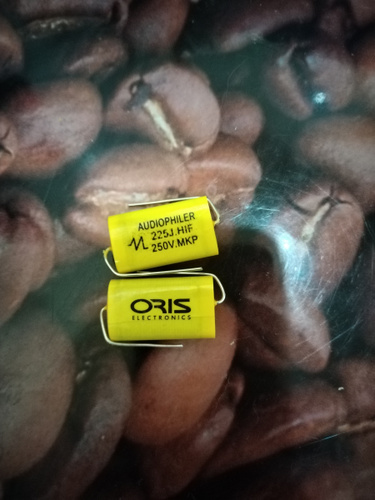 AUDIOPHILER
225J.HIF
250V.MKP
ORIS
ELECTRONICS